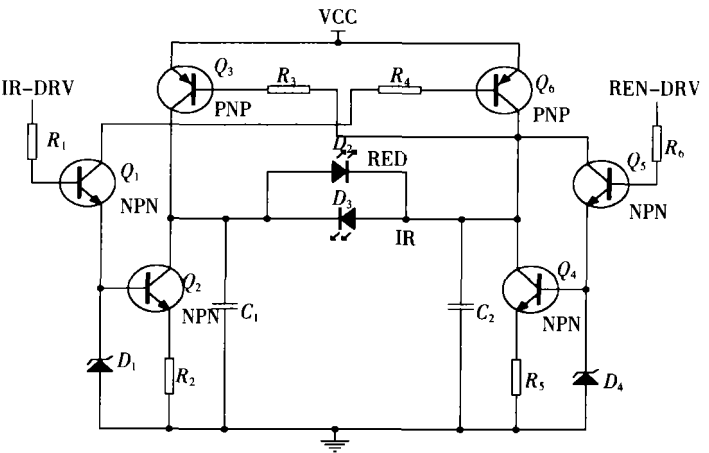 VCC
Q3
R3
R4
Q6
IR-DRV
PNP
PNP
REN-DRV
R1
D2
RED
R6
Q1
Q5
NPN
D3
NPN
IR
Q2
Q4
NPN
C1
C2
NPN
D1
R2
R5
D4